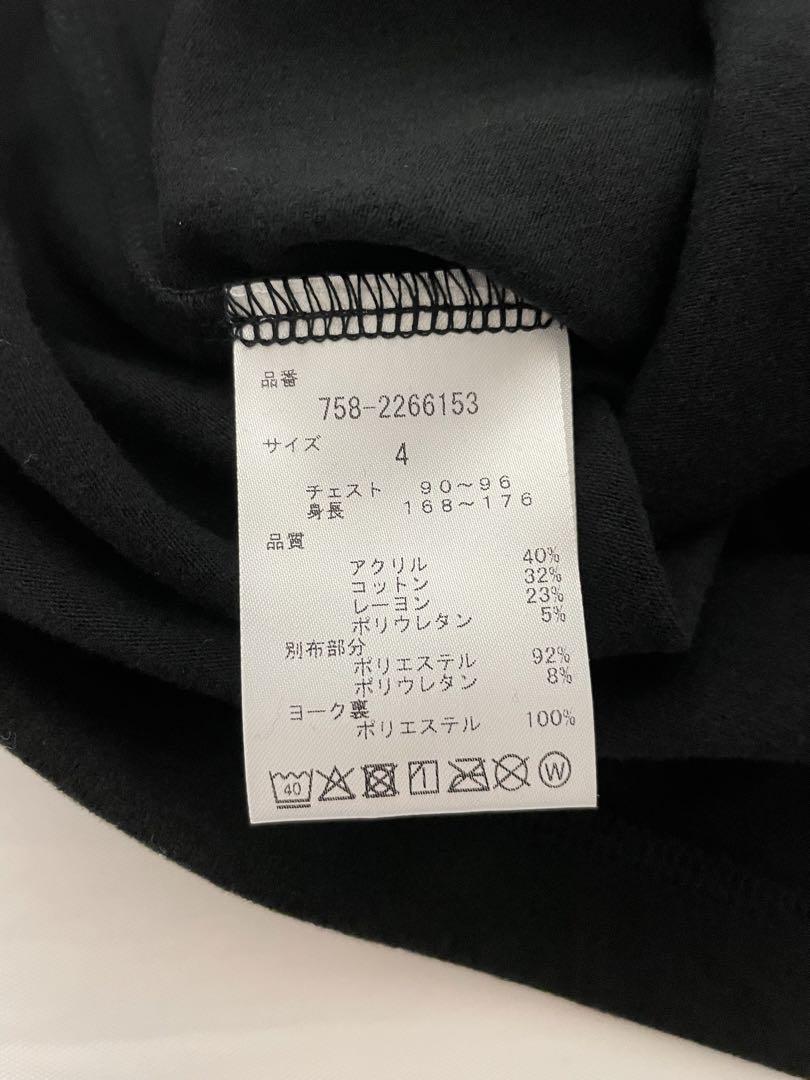 品番
758-2266153
サイズ
4
チェスト 90～96
身長 168～176
品質
アクリル 40%
コットン 32%
レーヨン 23%
ポリウレタン 5%
別布部分
ポリエステル 92%
ポリウレタン 8%
ヨーク裏
ポリエステル 100%
40 W